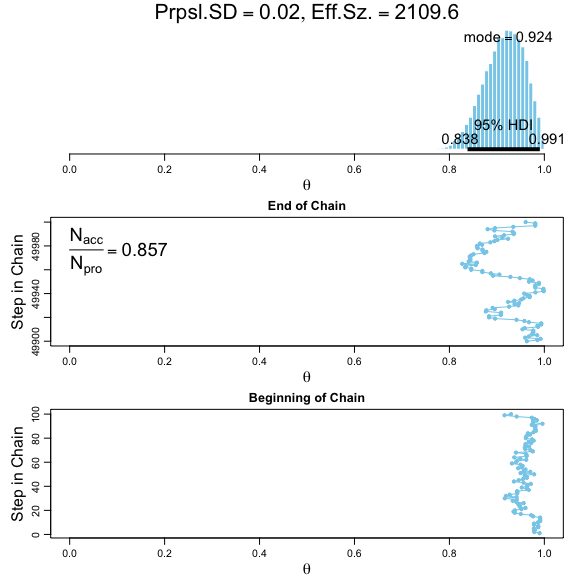 Prpsl.SD = 0.02, Eff.Sz. = 2109.6
mode = 0.924
95% HDI
0.838 0.991
0.0 0.2 0.4 0.6 0.8 1.0
θ
End of Chain
Step in Chain
49900 49940 49980
Nacc
Npro
= 0.857
0.0 0.2 0.4 0.6 0.8 1.0
θ
Beginning of Chain
Step in Chain
0 20 40 60 80 100
0.0 0.2 0.4 0.6 0.8 1.0
θ